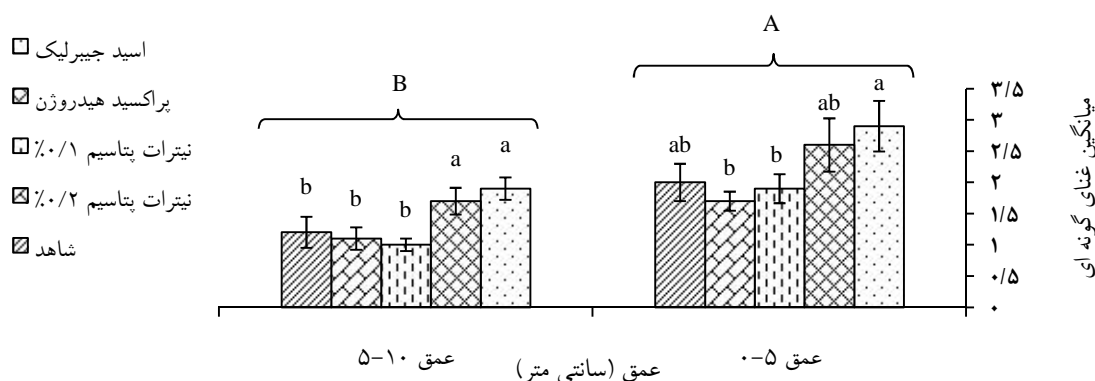 اسید جیبرلیک
پراکسید هیدروژن
نیترات پتاسیم ۰/۱٪
نیترات پتاسیم ۰/۲٪
شاهد
A
B
ab
b
b
ab
a
b
b
b
a
a
۳/۵
۳
۲/۵
۲
۱/۵
۱
۰/۵
۰
میانگین غنای گونه ای
عمق ۵-۰
عمق ۱۰-۵
عمق (سانتی متر)